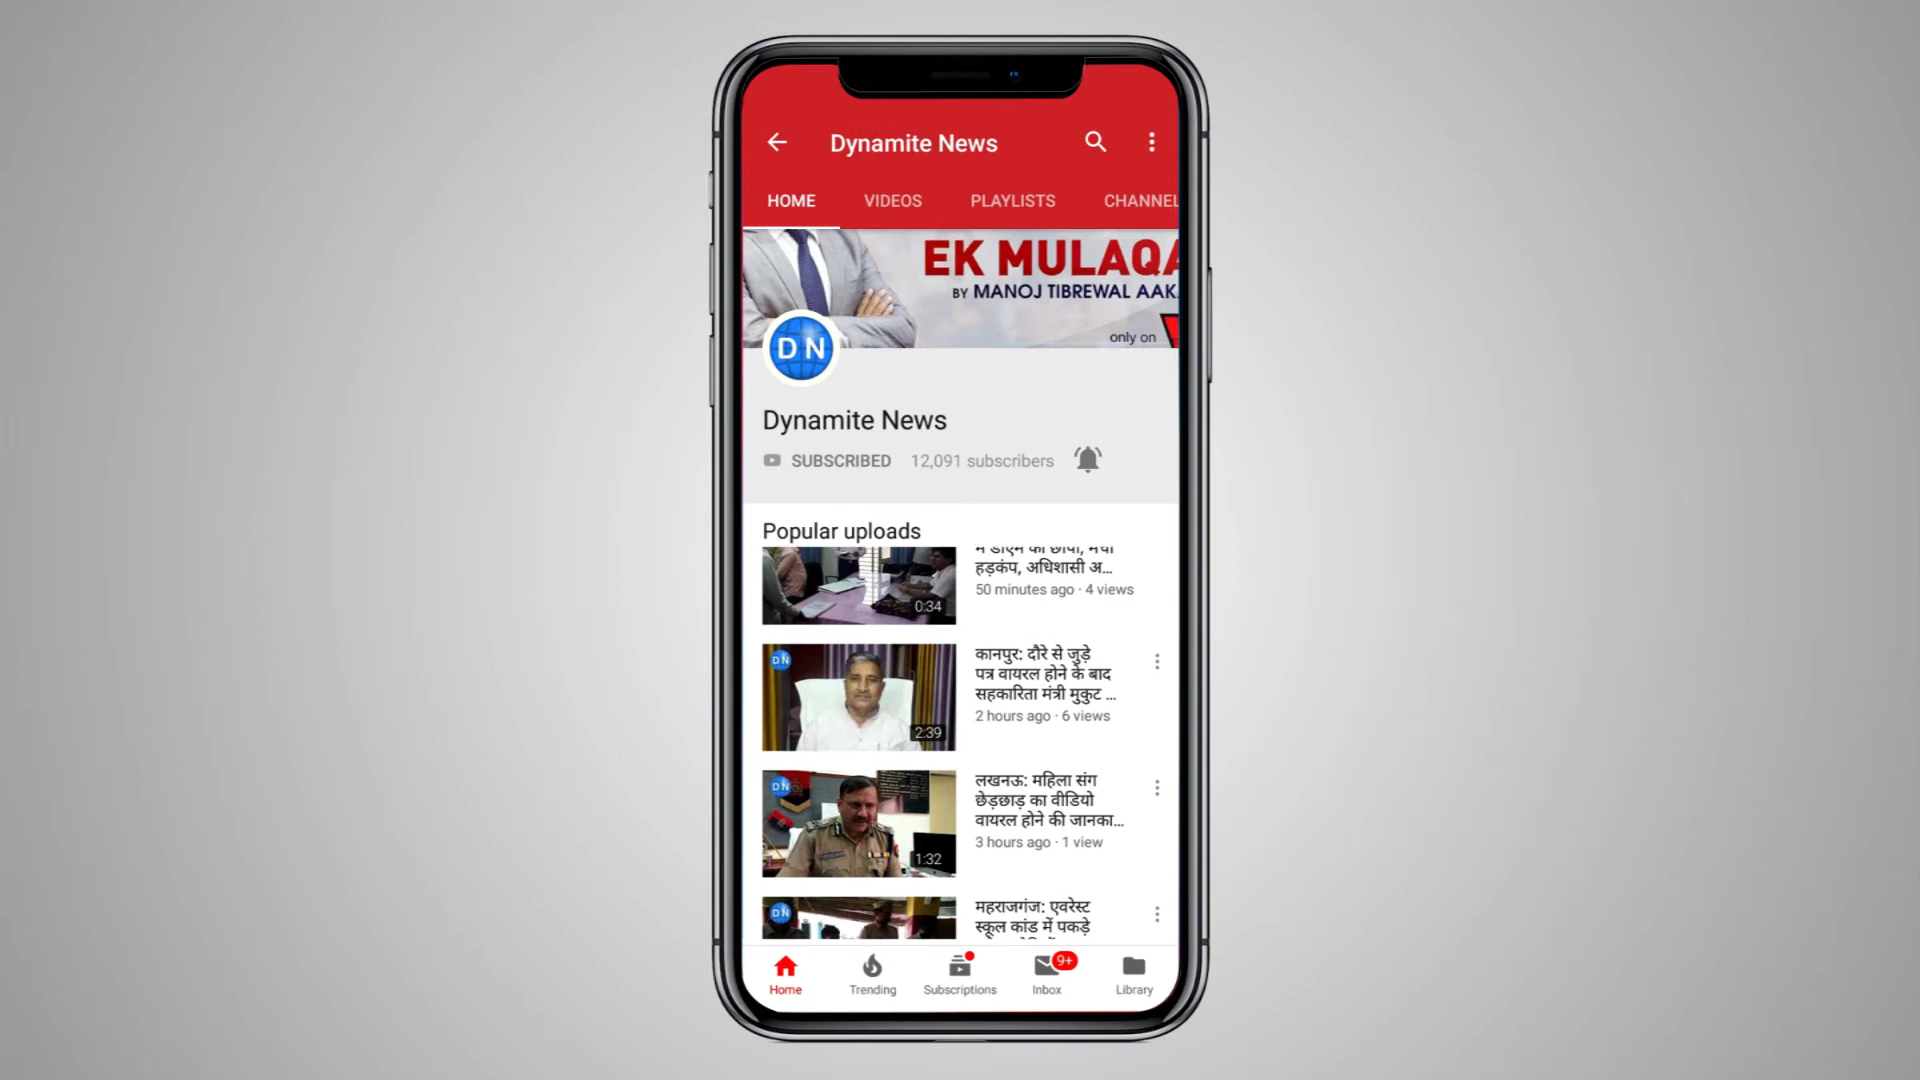 Dynamite News
HOME VIDEOS PLAYLISTS CHANNEL
EK MULAQA
BY MANOJ TIBREWAL AAK
only on
DN
Dynamite News
SUBSCRIBED 12,091 subscribers
Popular uploads
में डीएम का छापा, मचा
हड़कंप, अधिशासी अ...
50 minutes ago · 4 views
0:34
DN
कानपुर: दौरे से जुड़े
पत्र वायरल होने के बाद
सहकारिता मंत्री मुकुट ...
2 hours ago · 6 views
2:39
DN
लखनऊ: महिला संग
छेड़छाड़ का वीडियो
वायरल होने की जानका...
3 hours ago · 1 view
1:32
DN
महराजगंज: एवरेस्ट
स्कूल कांड में पकड़े
9+
Home Trending Subscriptions Inbox Library